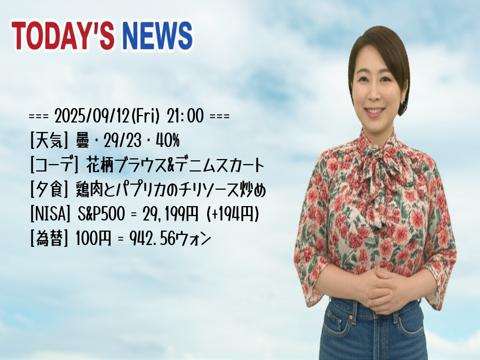 TODAY'S NEWS
=== 2025/09/12(Fri) 21:00 ===
[天気] 曇・29/23・40%
[コーデ] 花柄ブラウス&デニムスカート
[夕食] 鶏肉とパプリカのチリソース炒め
[NISA] S&P500 = 29,199円 (+194円)
[為替] 100円 = 942.56ウォン